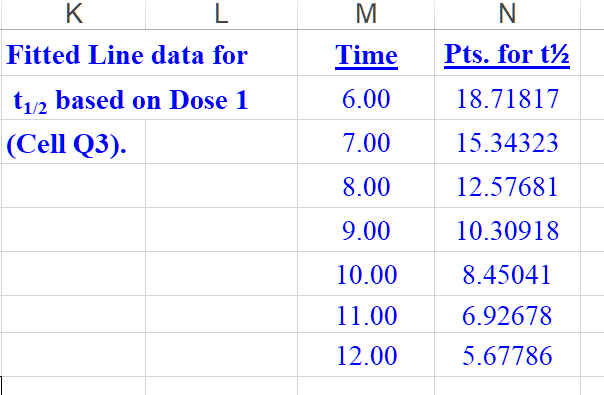 K L M N
Fitted Line data for Time Pts. for t½
t1/2 based on Dose 1 6.00 18.71817
(Cell Q3). 7.00 15.34323
8.00 12.57681
9.00 10.30918
10.00 8.45041
11.00 6.92678
12.00 5.67786